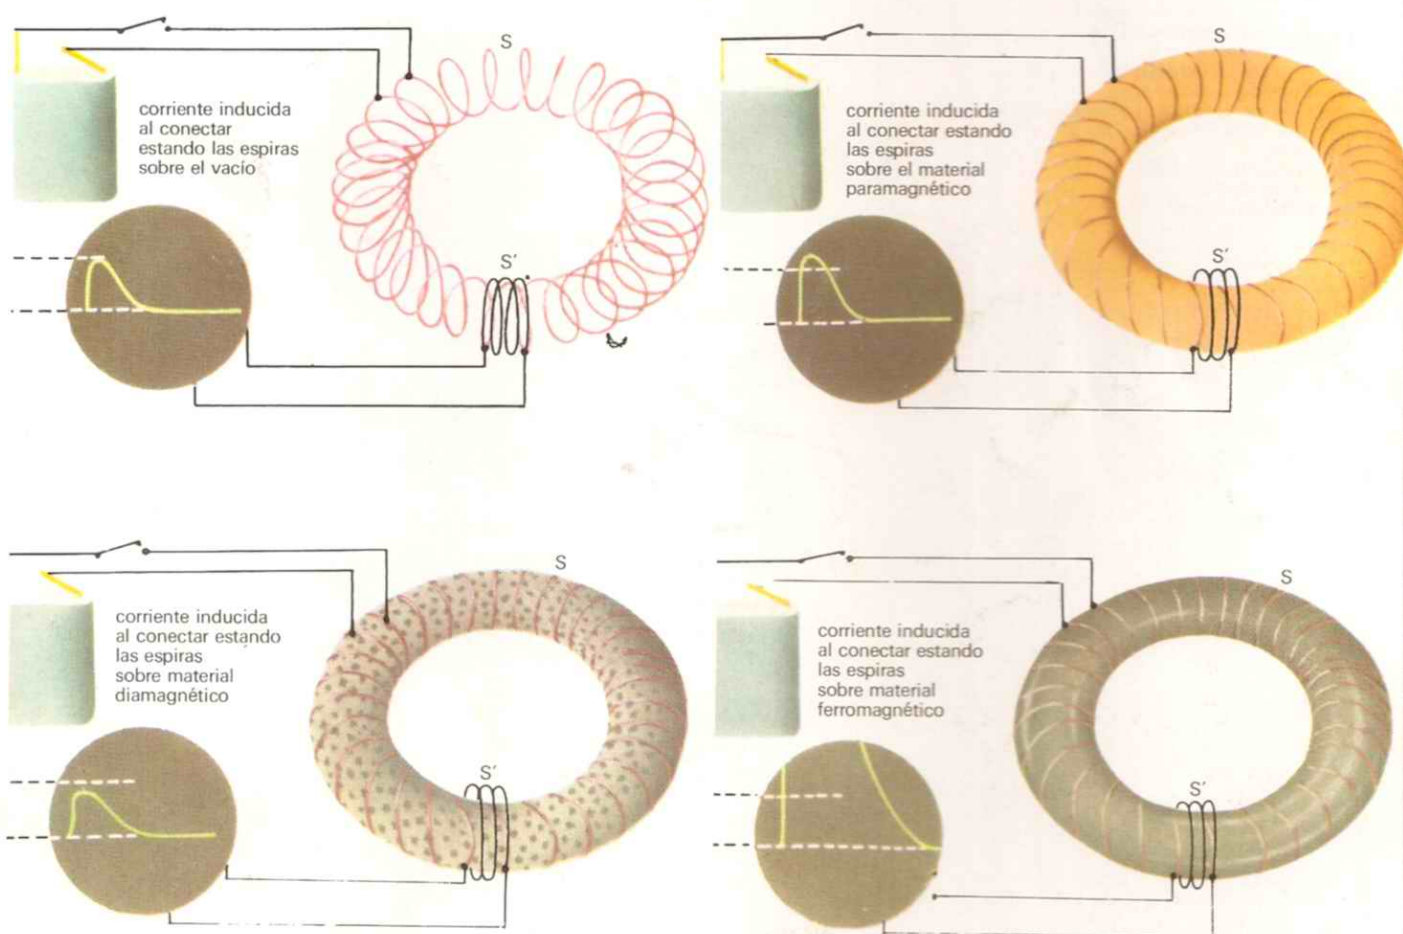 S
corriente inducida
al conectar
estando las espiras
sobre el vacío
S'
S
corriente inducida
al conectar estando
las espiras
sobre el material
paramagnético
S'
S
corriente inducida
al conectar estando
las espiras
sobre material
diamagnético
S'
S
corriente inducida
al conectar estando
las espiras
sobre material
ferromagnético
S'